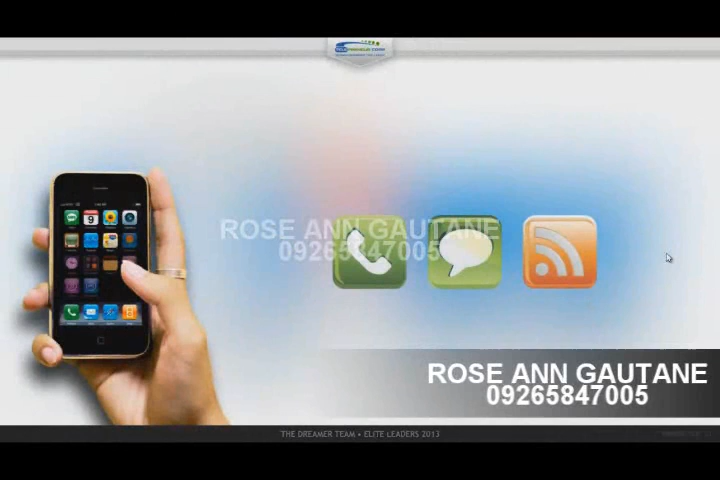 ROSE ANN GAUTANE
09265847005
ROSE ANN GAUTANE
09265847005
THE DREAMER TEAM • ELITE LEADERS 2013